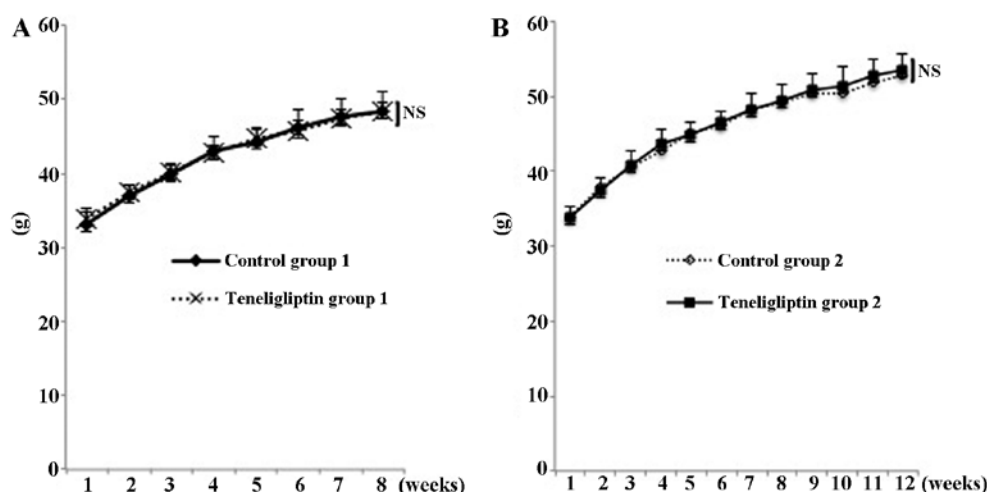 A
60
50
40
30
20
10
0
(g)
NS
Control group 1
Teneligliptin group 1
1 2 3 4 5 6 7 8 (weeks)
B
60
50
40
30
20
10
0
(g)
NS
Control group 2
Teneligliptin group 2
1 2 3 4 5 6 7 8 9 10 11 12 (weeks)